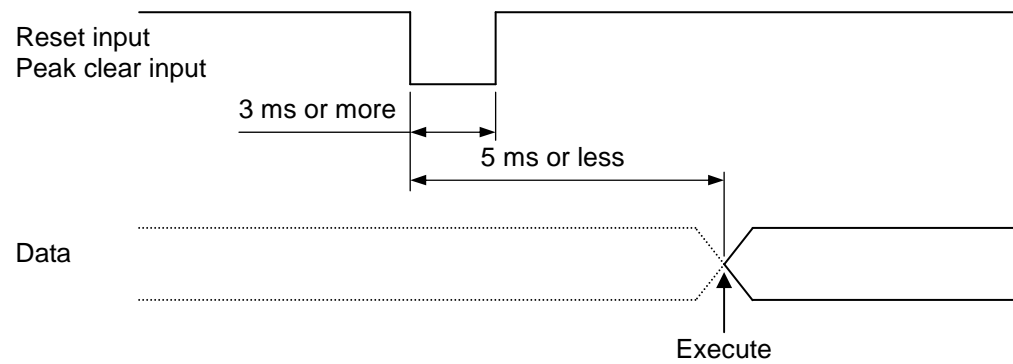 Reset input
Peak clear input
3 ms or more
5 ms or less
Data
Execute